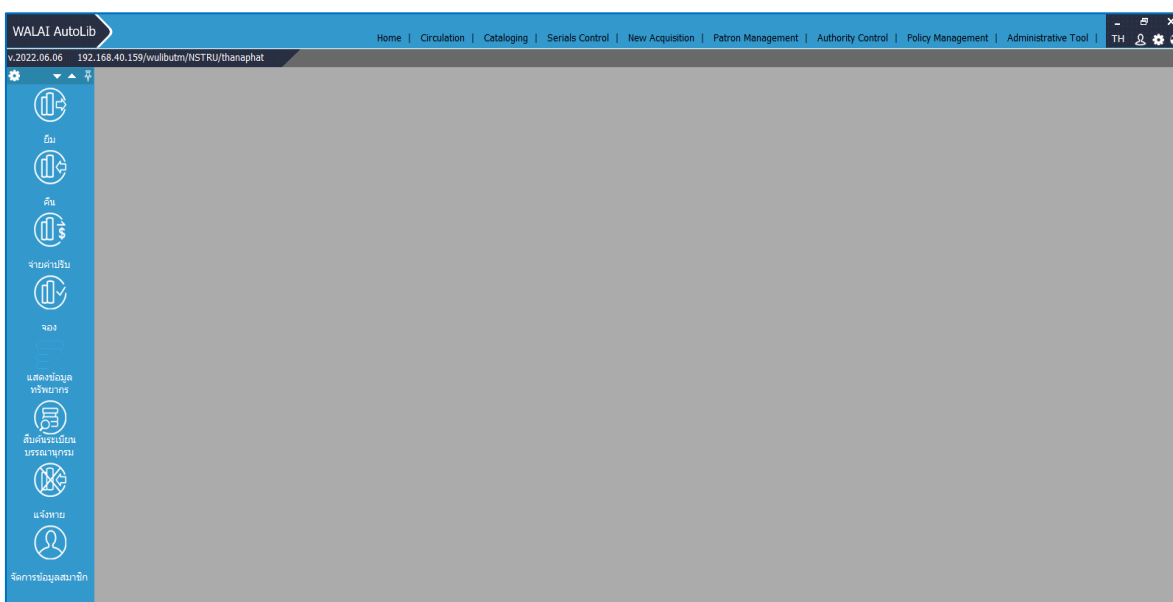 WALAI AutoLib
Home | Circulation | Cataloging | Serials Control | New Acquisition | Patron Management | Authority Control | Policy Management | Administrative Tool | TH
v.2022.06.06 192.168.40.159/wulibutm/NSTRU/thanaphat
ยืม
คืน
จ่ายค่าปรับ
จอง
แสดงข้อมูล
ทรัพยากร
สืบค้นระเบียน
บรรณานุกรม
แจ้งหาย
จัดการข้อมูลสมาชิก